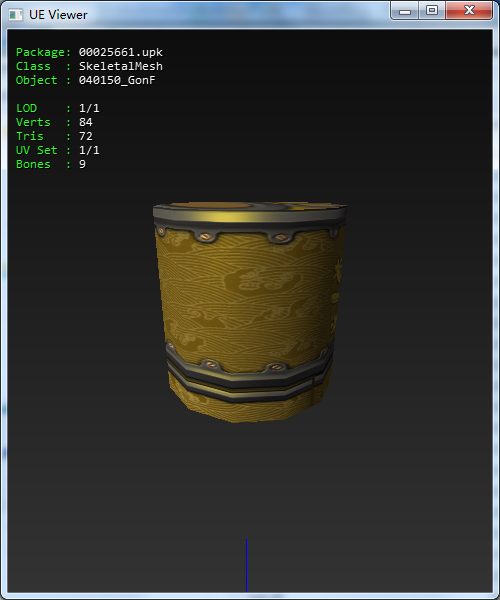 UE Viewer
Package: 00025661.upk
Class  : SkeletalMesh
Object : 040150_GonF
LOD    : 1/1
Verts  : 84
Tris   : 72
UV Set : 1/1
Bones  : 9